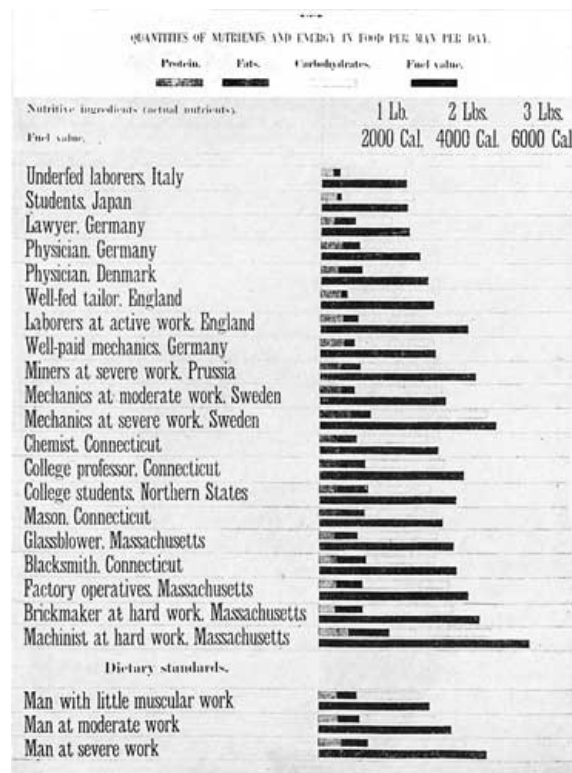 QUANTITIES OF NUTRIENTS AND ENERGY IN FOOD PER MAN PER DAY.
Protein. Fats. Carbohydrates. Fuel value.
Nutritive ingredients (actual nutrients). 1 Lb. 2 Lbs. 3 Lbs.
Fuel value. 2000 Cal. 4000 Cal. 6000 Cal
Underfed laborers, Italy
Students, Japan
Lawyer, Germany
Physician, Germany
Physician, Denmark
Well-fed tailor, England
Laborers at active work, England
Well-paid mechanics, Germany
Miners at severe work, Prussia
Mechanics at moderate work, Sweden
Mechanics at severe work, Sweden
Chemist, Connecticut
College professor, Connecticut
College students, Northern States
Mason, Connecticut
Glassblower, Massachusetts
Blacksmith, Connecticut
Factory operatives, Massachusetts
Brickmaker at hard work, Massachusetts
Machinist at hard work, Massachusetts
Dietary standards.
Man with little muscular work
Man at moderate work
Man at severe work